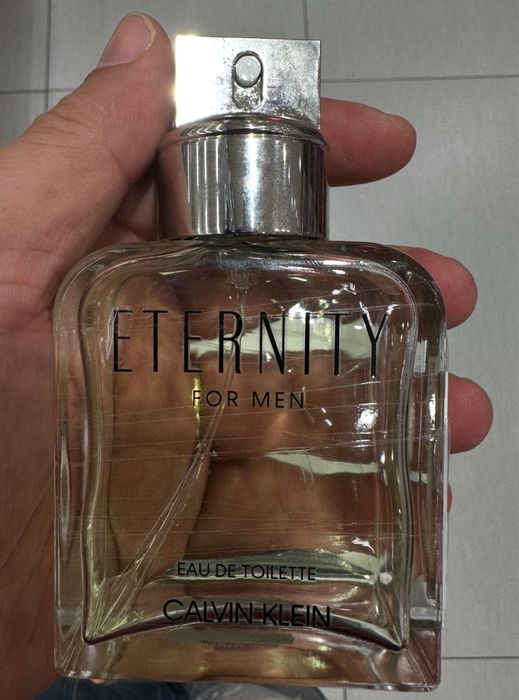 ETERNITY
FOR MEN
EAU DE TOILETTE
CALVIN KLEIN